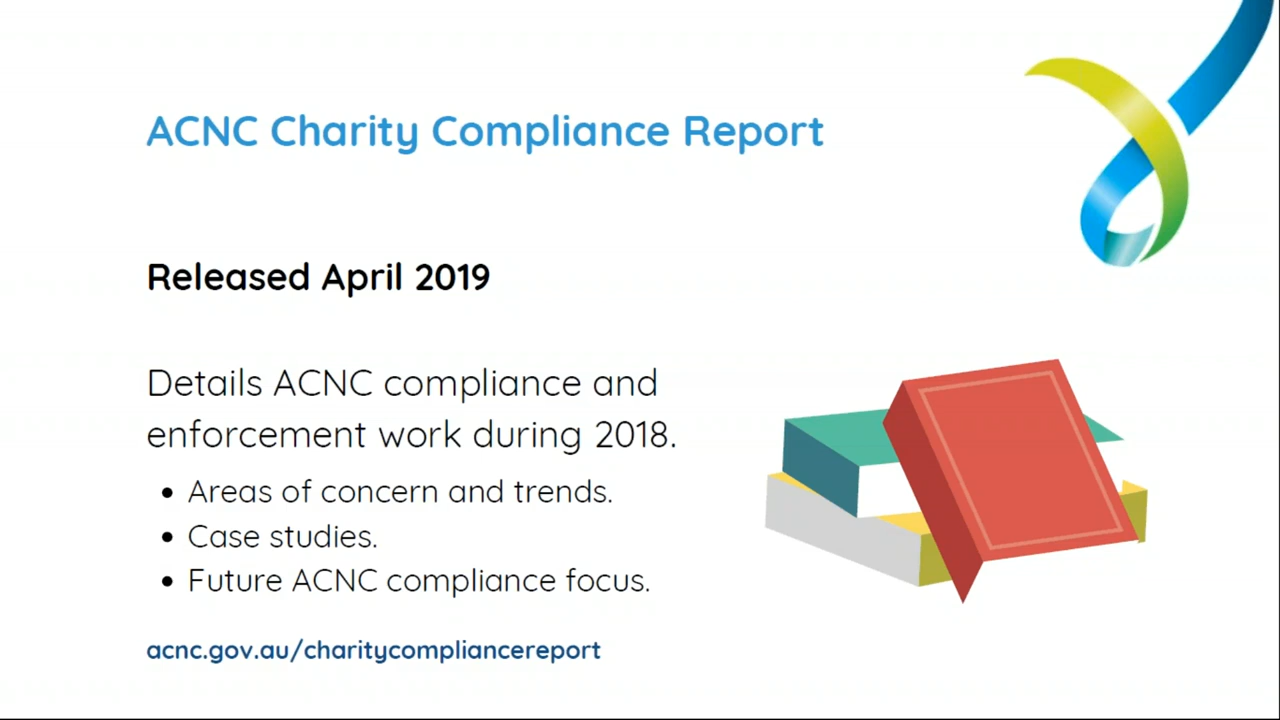 ACNC Charity Compliance Report
Released April 2019
Details ACNC compliance and
enforcement work during 2018.
• Areas of concern and trends.
• Case studies.
• Future ACNC compliance focus.
acnc.gov.au/charitycompliancereport